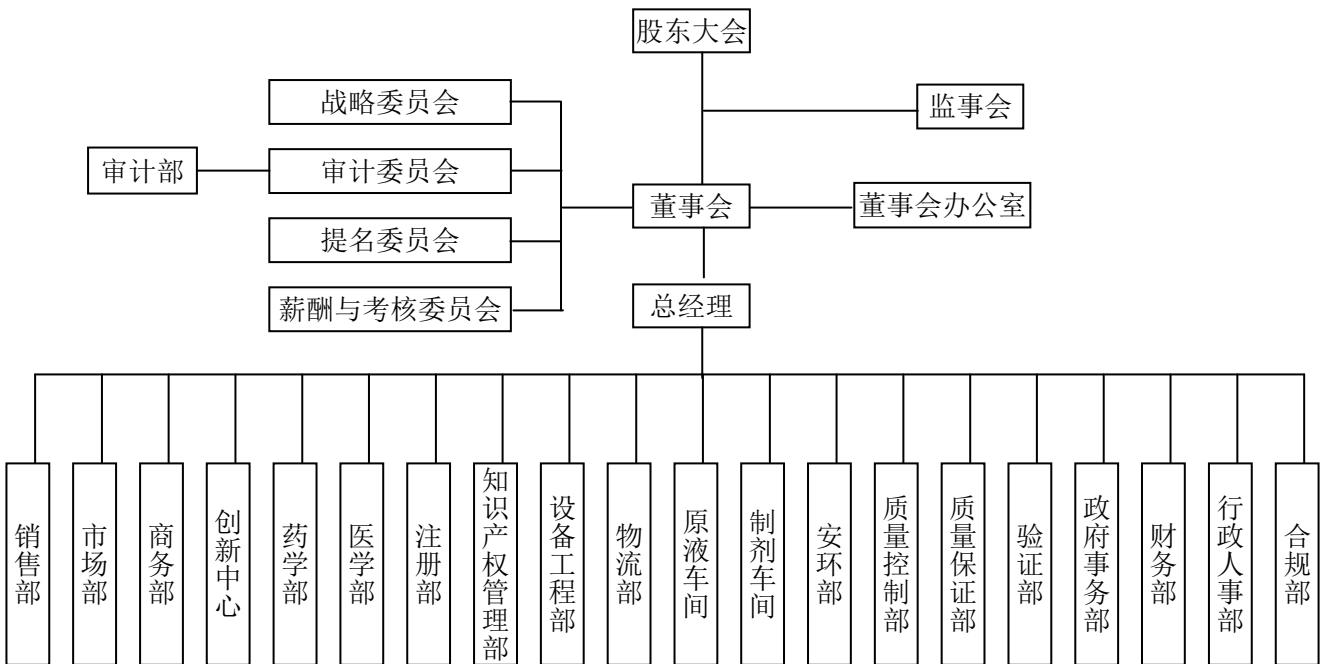 股东大会
战略委员会
监事会
审计部
审计委员会
董事会
董事会办公室
提名委员会
薪酬与考核委员会
总经理
销售部
市场部
商务部
创新中心
药学部
医学部
注册部
知识产权管理部
设备工程部
物流部
原液车间
制剂车间
安环部
质量控制部
质量保证部
验证部
政府事务部
财务部
行政人事部
合规部